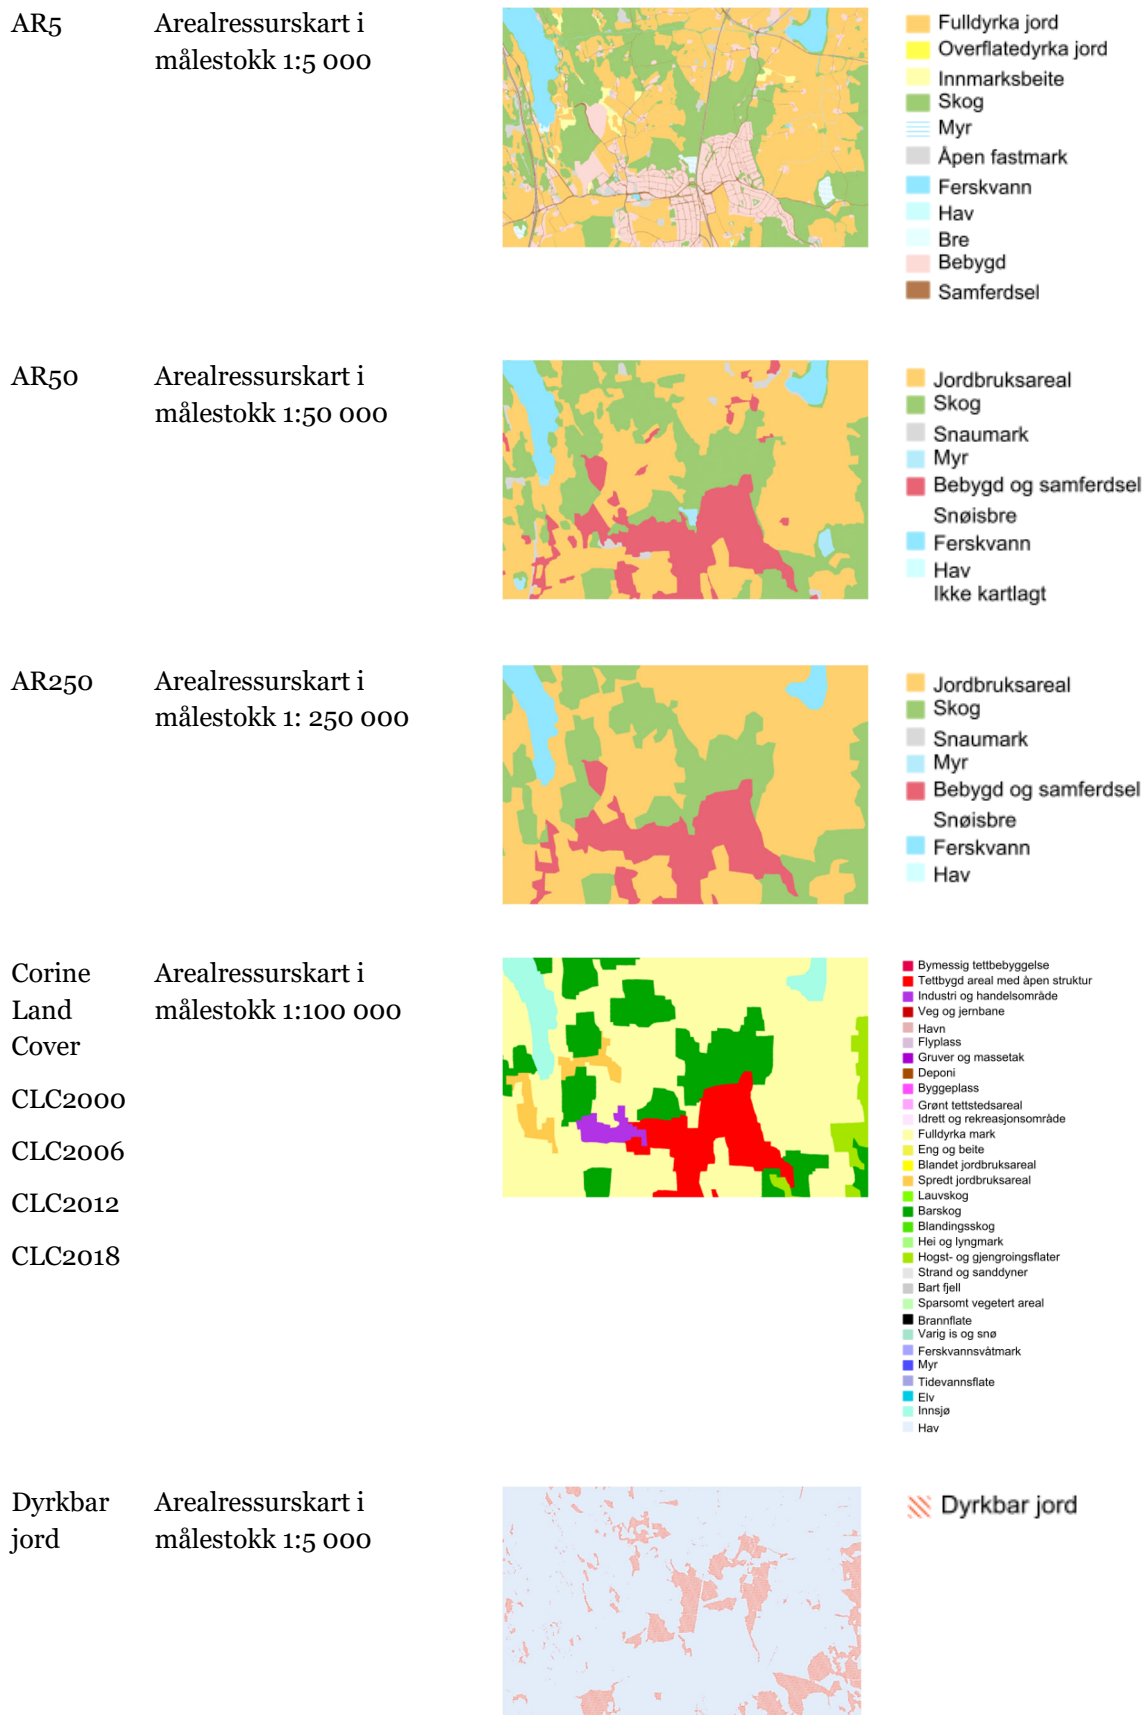 AR5
Arealressurskart i
målestokk 1:5 000
Fulldyrka jord
Overflatedyrka jord
Innmarksbeite
Skog
Myr
Åpen fastmark
Ferskvann
Hav
Bre
Bebygd
Samferdsel
AR50
Arealressurskart i
målestokk 1:50 000
Jordbruksareal
Skog
Snaumark
Myr
Bebygd og samferdsel
Snøisbre
Ferskvann
Hav
Ikke kartlagt
AR250
Arealressurskart i
målestokk 1: 250 000
Jordbruksareal
Skog
Snaumark
Myr
Bebygd og samferdsel
Snøisbre
Ferskvann
Hav
Corine
Land
Cover
CLC2000
CLC2006
CLC2012
CLC2018
Arealressurskart i
målestokk 1:100 000
Bymessig tettbebyggelse
Tettbygd areal med åpen struktur
Industri og handelsområde
Veg og jernbane
Havn
Flyplass
Gruver og massetak
Deponi
Byggeplass
Grønt tettstedsareal
Idrett og rekreasjonsområde
Fulldyrka mark
Eng og beite
Blandet jordbruksareal
Spredt jordbruksareal
Lauvskog
Barskog
Blandingsskog
Hei og lyngmark
Hogst- og gjengroingsflater
Strand og sanddyner
Bart fjell
Sparsomt vegetert areal
Brannflate
Varig is og snø
Ferskvannsvåtmark
Myr
Tidevannsflate
Elv
Innsjø
Hav
Dyrkbar
jord
Arealressurskart i
målestokk 1:5 000
Dyrkbar jord